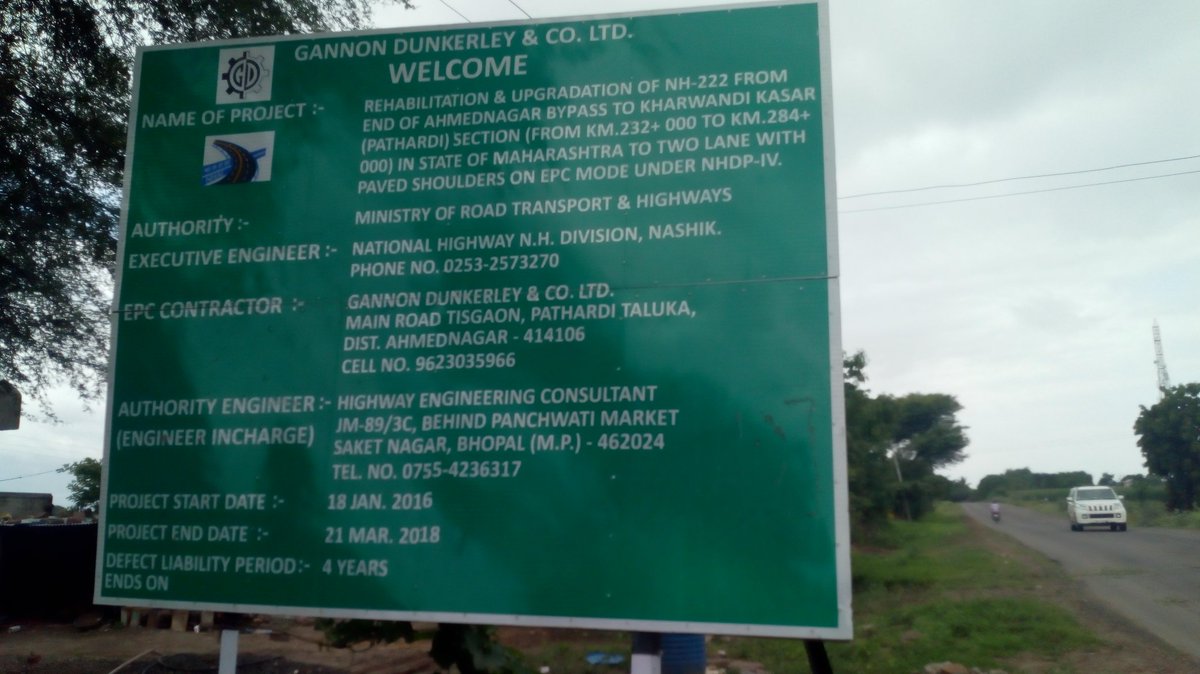 GANNON DUNKERLEY & CO. LTD.
WELCOME
NAME OF PROJECT :- REHABILITATION & UPGRADATION OF NH-222 FROM
END OF AHMEDNAGAR BYPASS TO KHARWANDI KASAR
(PATHARDI) SECTION (FROM KM.232+ 000 TO KM.284+
000) IN STATE OF MAHARASHTRA TO TWO LANE WITH
PAVED SHOULDERS ON EPC MODE UNDER NHDP-IV.
AUTHORITY :- MINISTRY OF ROAD TRANSPORT & HIGHWAYS
EXECUTIVE ENGINEER :- NATIONAL HIGHWAY N.H. DIVISION, NASHIK.
PHONE NO. 0253-2573270
EPC CONTRACTOR :- GANNON DUNKERLEY & CO. LTD.
MAIN ROAD TISGAON, PATHARDI TALUKA,
DIST. AHMEDNAGAR - 414106
CELL NO. 9623035966
AUTHORITY ENGINEER :- HIGHWAY ENGINEERING CONSULTANT
(ENGINEER INCHARGE) JM-89/3C, BEHIND PANCHWATI MARKET
SAKET NAGAR, BHOPAL (M.P.) - 462024
TEL. NO. 0755-4236317
PROJECT START DATE :- 18 JAN. 2016
PROJECT END DATE :- 21 MAR. 2018
DEFECT LIABILITY PERIOD:- 4 YEARS
ENDS ON